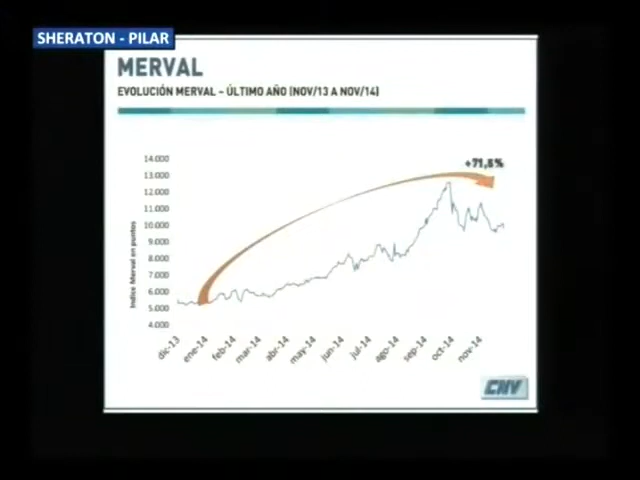 SHERATON - PILAR
MERVAL
EVOLUCIÓN MERVAL – ÚLTIMO AÑO (NOV/13 A NOV/14)
+71,5%
14.000
13.000
12.000
11.000
10.000
9.000
8.000
7.000
6.000
5.000
4.000
Indice Merval en puntos
dic-13
ene-14
feb-14
mar-14
abr-14
may-14
jun-14
jul-14
ago-14
sep-14
oct-14
nov-14
CNV